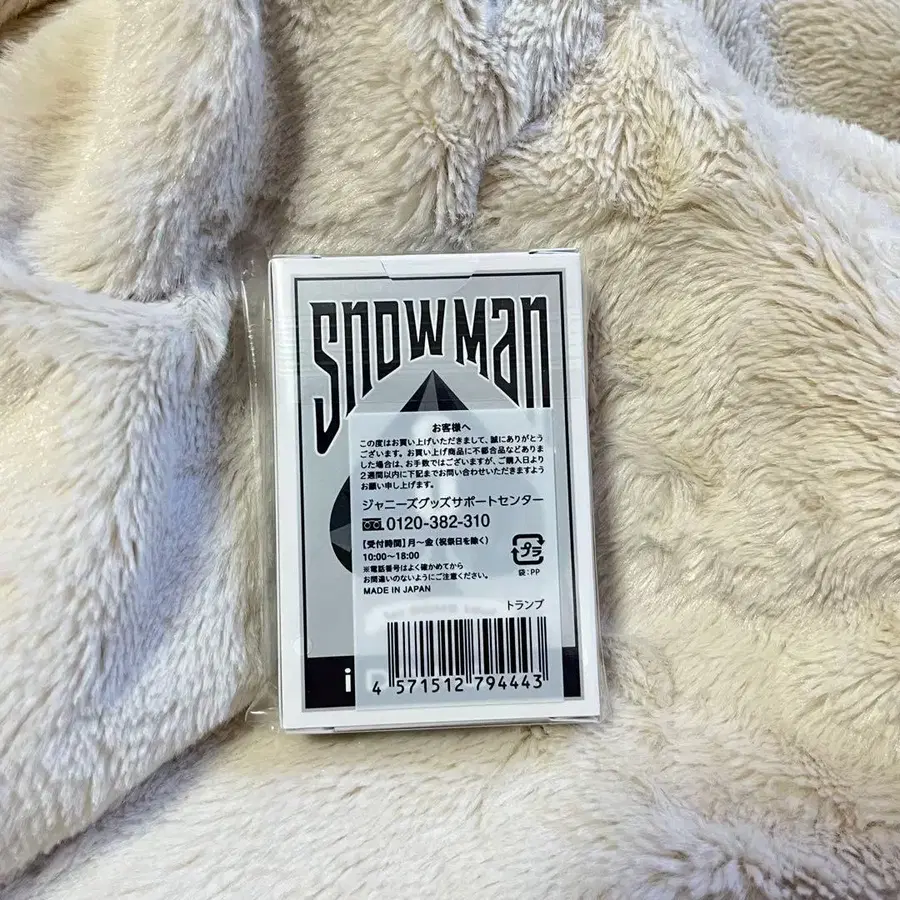 Snow Man
お客様へ
この度はお買い上げいただきまして、誠にありがとう
ございます。お買い上げ商品に不都合品などありま
した場合は、お手数ではございますが、ご購入日より
2週間以内に下記までお問い合わせいただきますよう
お願い申し上げます。
ジャニーズグッズサポートセンター
0120-382-310
【受付時間】月〜金(祝祭日を除く)
10:00〜18:00
※電話番号はよく確かめてから
お間違いのないようにご注意ください。
MADE IN JAPAN
プラ
袋:PP
トランプ
4 571512 794443